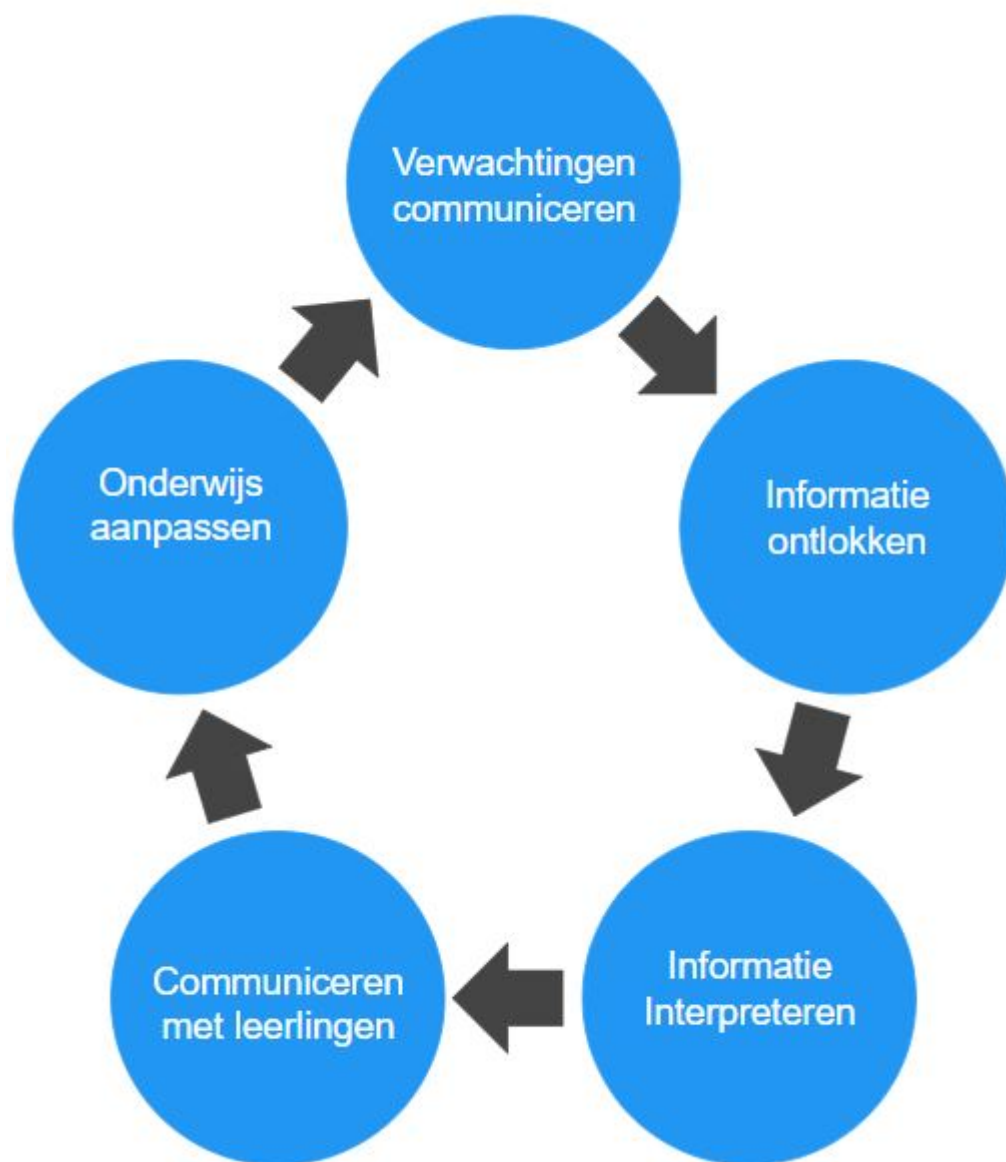 Verwachtingen
communiceren
Informatie
ontlokken
Informatie
Interpreteren
Communiceren
met leerlingen
Onderwijs
aanpassen